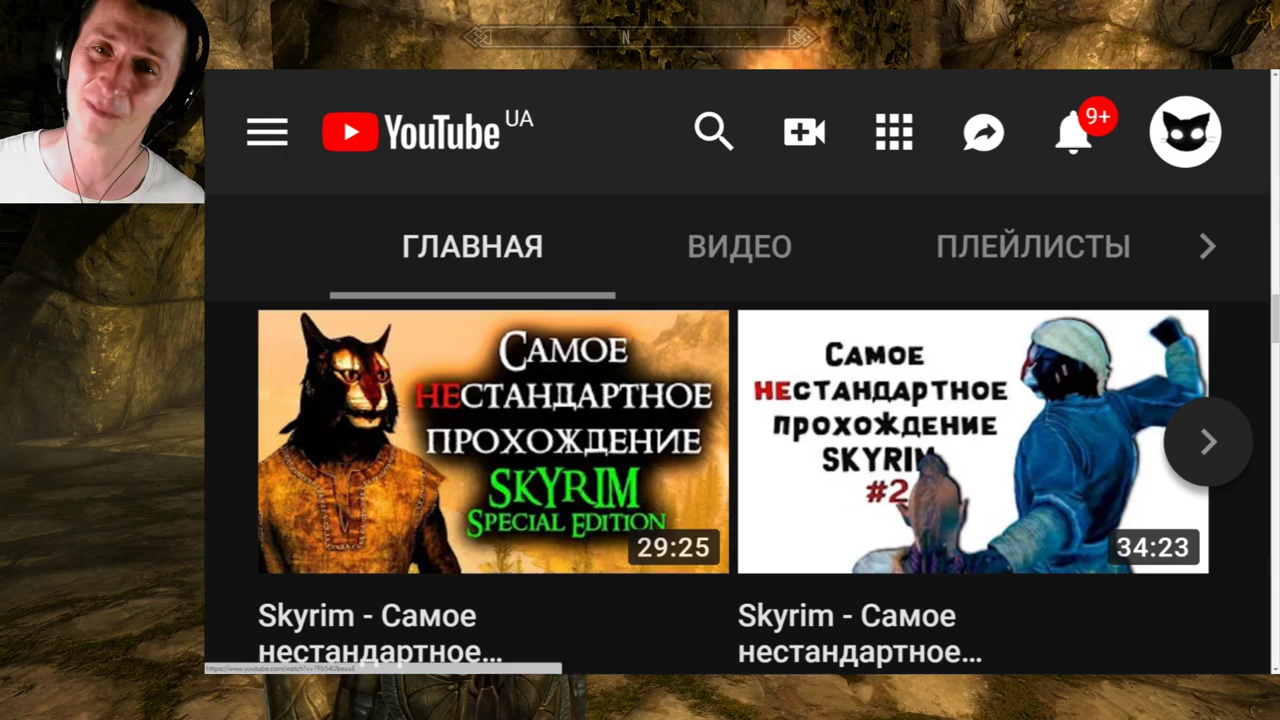 N
YouTube UA
9+
ГЛАВНАЯ
ВИДЕО
ПЛЕЙЛИСТЫ
САМОЕ
НЕСТАНДАРТНОЕ
ПРОХОЖДЕНИЕ
SKYRIM
SPECIAL EDITION
29:25
САМОЕ
НЕСТАНДАРТНОЕ
ПРОХОЖДЕНИЕ
SKYRIM
#2
34:23
Skyrim - Самое
нестандартное...
Skyrim - Самое
нестандартное...